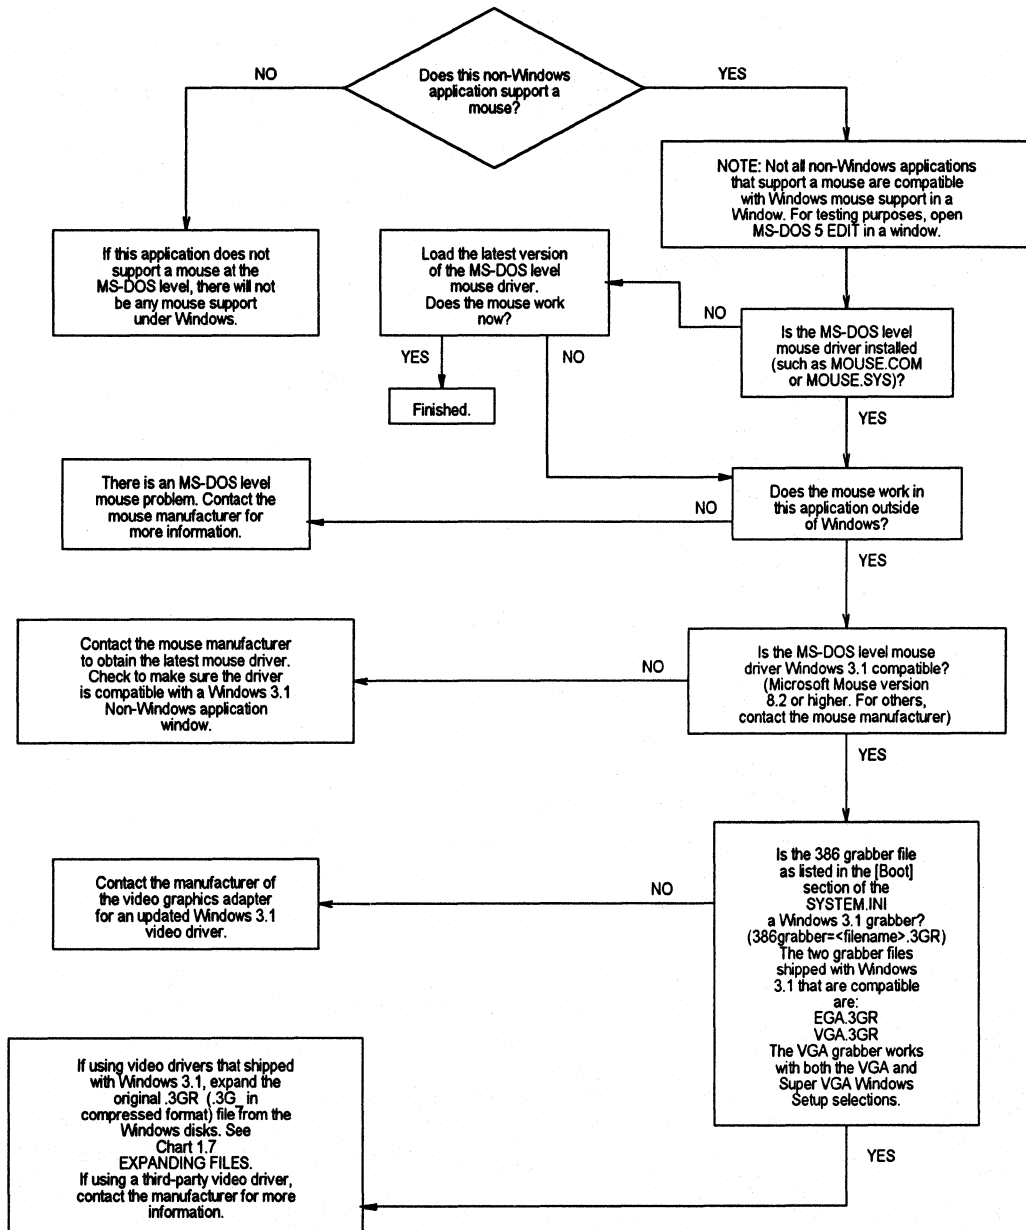 Does this non-Windows
application support a
mouse?
NO
YES
NOTE: Not all non-Windows applications
that support a mouse are compatible
with Windows mouse support in a
Window. For testing purposes, open
MS-DOS 5 EDIT in a window.
If this application does not
support a mouse at the
MS-DOS level, there will not
be any mouse support
under Windows.
Load the latest version
of the MS-DOS level
mouse driver.
Does the mouse work
now?
NO
Is the MS-DOS level
mouse driver installed
(such as MOUSE.COM
or MOUSE.SYS)?
YES
NO
Finished.
YES
There is an MS-DOS level
mouse problem. Contact the
mouse manufacturer for
more information.
NO
Does the mouse work in
this application outside
of Windows?
YES
Contact the mouse manufacturer
to obtain the latest mouse driver.
Check to make sure the driver
is compatible with a Windows 3.1
Non-Windows application
window.
NO
Is the MS-DOS level mouse
driver Windows 3.1 compatible?
(Microsoft Mouse version
8.2 or higher. For others,
contact the mouse manufacturer)
YES
Contact the manufacturer of
the video graphics adapter
for an updated Windows 3.1
video driver.
NO
Is the 386 grabber file
as listed in the [Boot]
section of the
SYSTEM.INI
a Windows 3.1 grabber?
(386grabber=<filename>.3GR)
The two grabber files
shipped with Windows
3.1 that are compatible
are:
EGA.3GR
VGA.3GR
The VGA grabber works
with both the VGA and
Super VGA Windows
Setup selections.
YES
If using video drivers that shipped
with Windows 3.1, expand the
original .3GR (.3G_ in
compressed format) file from the
Windows disks. See
Chart 1.7
EXPANDING FILES.
If using a third-party video driver,
contact the manufacturer for more
information.